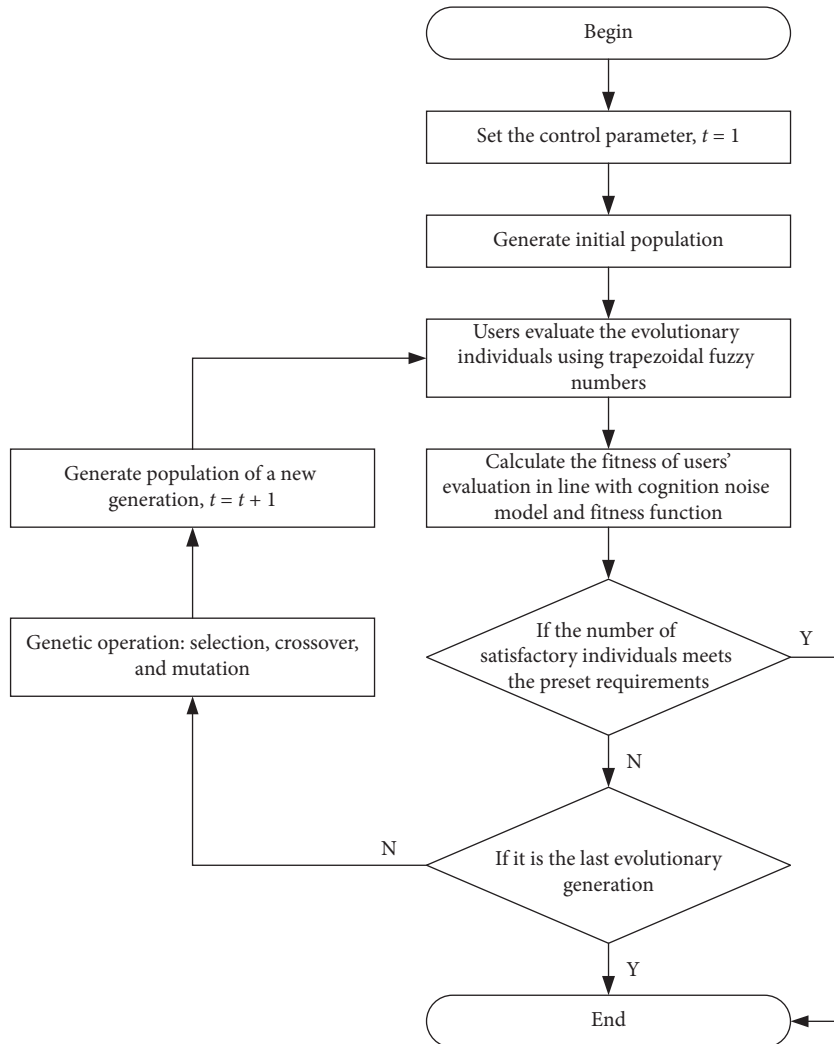 Begin
Set the control parameter, t = 1
Generate initial population
Users evaluate the evolutionary
individuals using trapezoidal fuzzy
numbers
Generate population of a new
generation, t = t + 1
Calculate the fitness of users’
evaluation in line with cognition noise
model and fitness function
Genetic operation: selection, crossover,
and mutation
If the number of
satisfactory individuals meets
the preset requirements
Y
N
N
If it is the last evolutionary
generation
Y
End